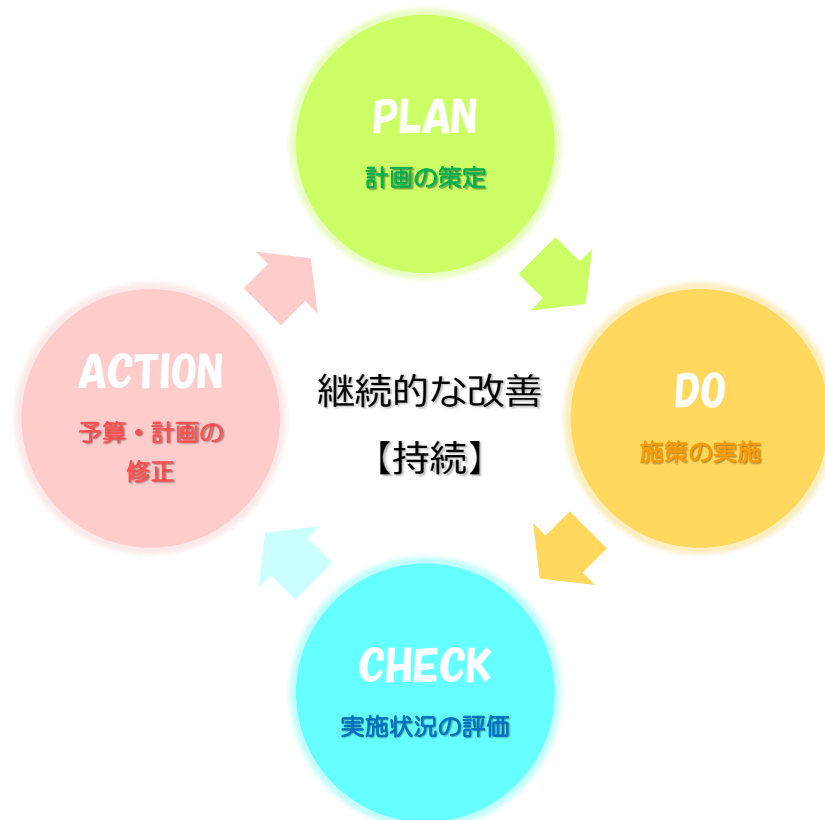 PLAN
計画の策定
DO
施策の実施
CHECK
実施状況の評価
ACTION
予算・計画の
修正
継続的な改善
【持続】